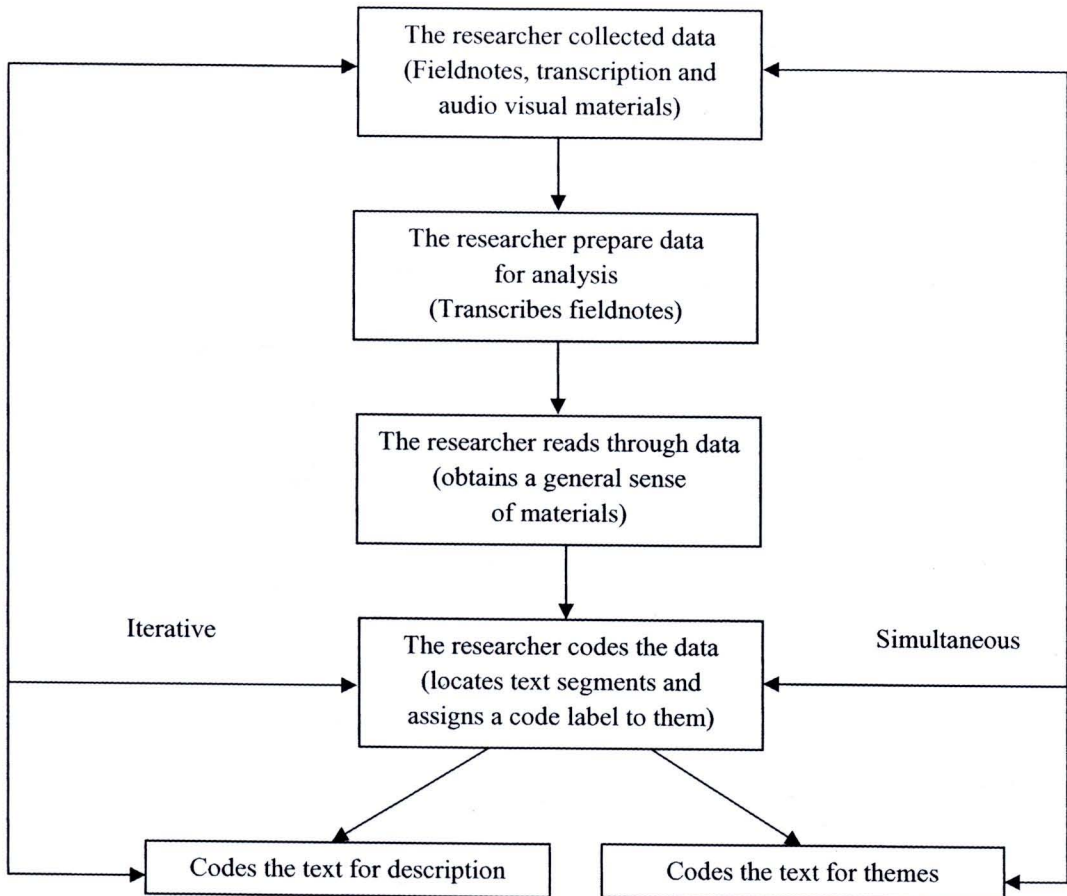 The researcher collected data
(Fieldnotes, transcription and
audio visual materials)
The researcher prepare data
for analysis
(Transcribes fieldnotes)
The researcher reads through data
(obtains a general sense
of materials)
Iterative
The researcher codes the data
(locates text segments and
assigns a code label to them)
Simultaneous
Codes the text for description
Codes the text for themes